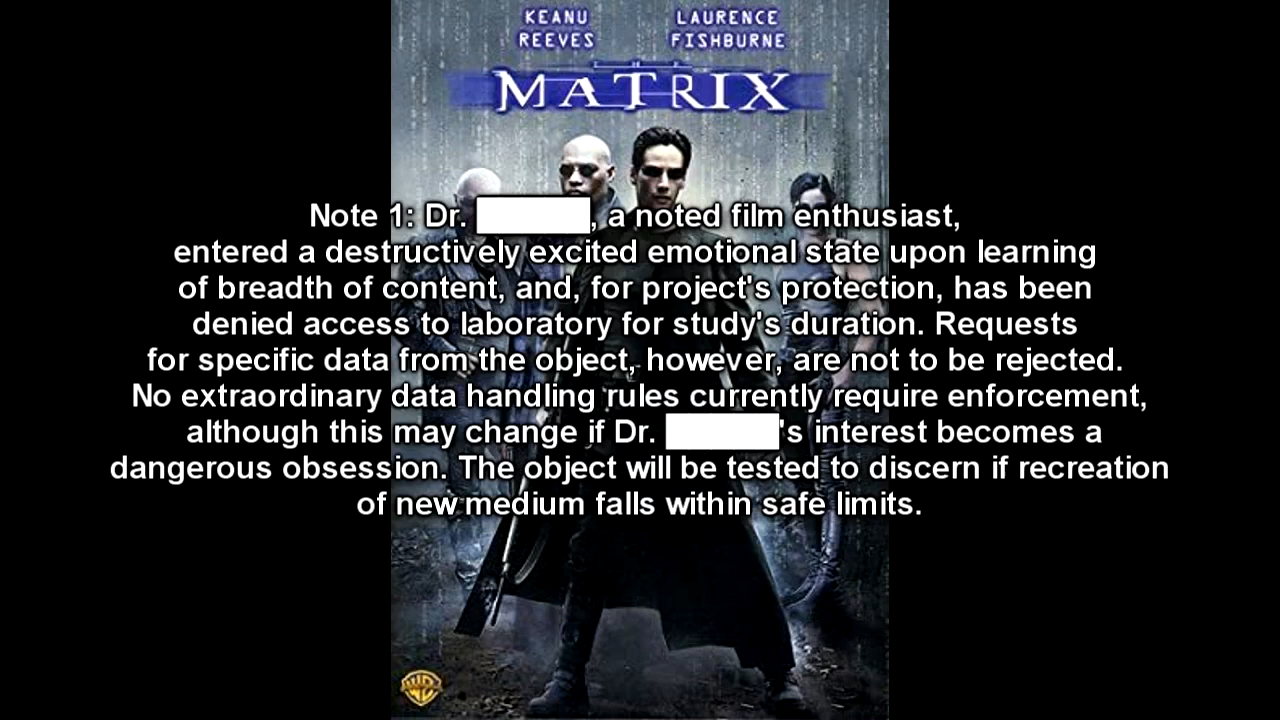 KEANU REEVES
LAURENCE FISHBURNE
THE
MATRIX
Note 1: Dr. , a noted film enthusiast,
entered a destructively excited emotional state upon learning
of breadth of content, and, for project's protection, has been
denied access to laboratory for study's duration. Requests
for specific data from the object, however, are not to be rejected.
No extraordinary data handling rules currently require enforcement,
although this may change if Dr. 's interest becomes a
dangerous obsession. The object will be tested to discern if recreation
of new medium falls within safe limits.
WB